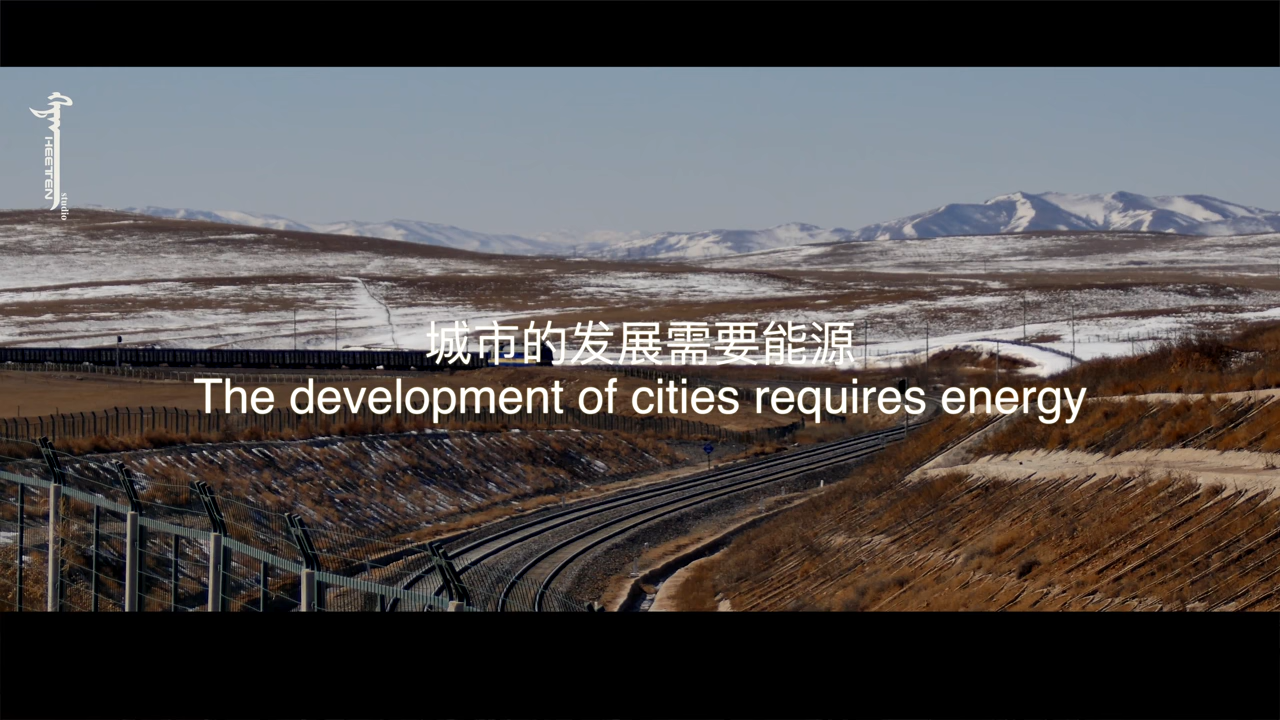 HEETEN
studio
城市的发展需要能源
The development of cities requires energy